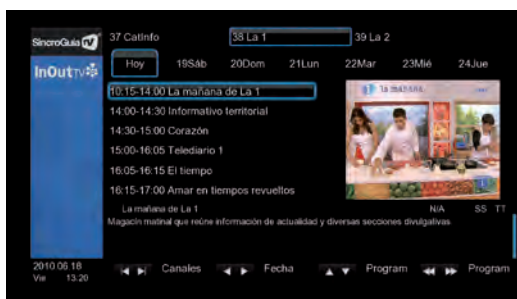 SincroGuia TV
37 CatInfo
38 La 1
39 La 2
InOut TV
Hoy
19Sáb
20Dom
21Lun
22Mar
23Mié
24Jue
10:15-14:00 La mañana de La 1
14:00-14:30 Informativo territorial
14:30-15:00 Corazón
15:00-16:05 Telediario 1
16:05-16:15 El tiempo
16:15-17:00 Amar en tiempos revueltos
la mañana
La mañana de La 1
N/A
SS
TT
Magacín matinal que reúne información de actualidad y diversas secciones divulgativas
2010 06 18
Vie 13:20
Canales
Fecha
Program
Program